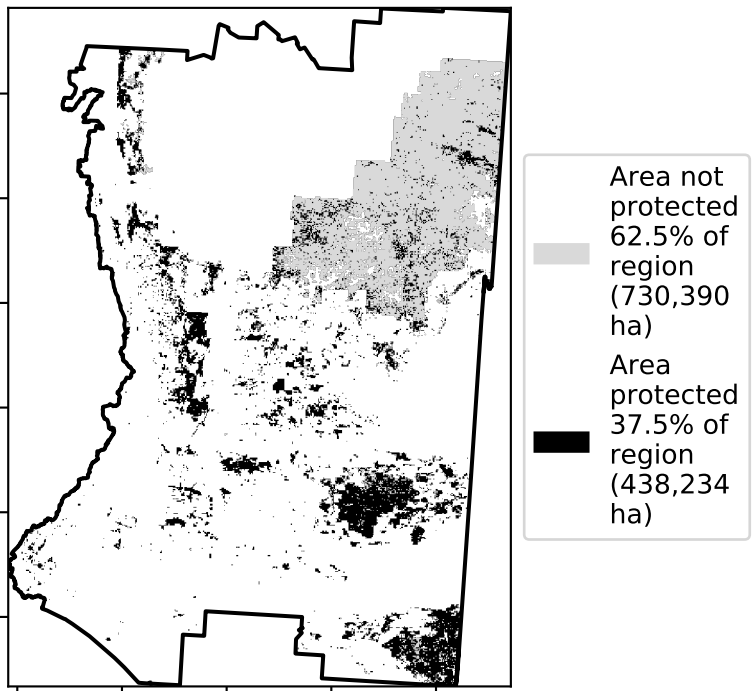 Area not
protected
62.5% of
region
(730,390
ha)
Area
protected
37.5% of
region
(438,234
ha)